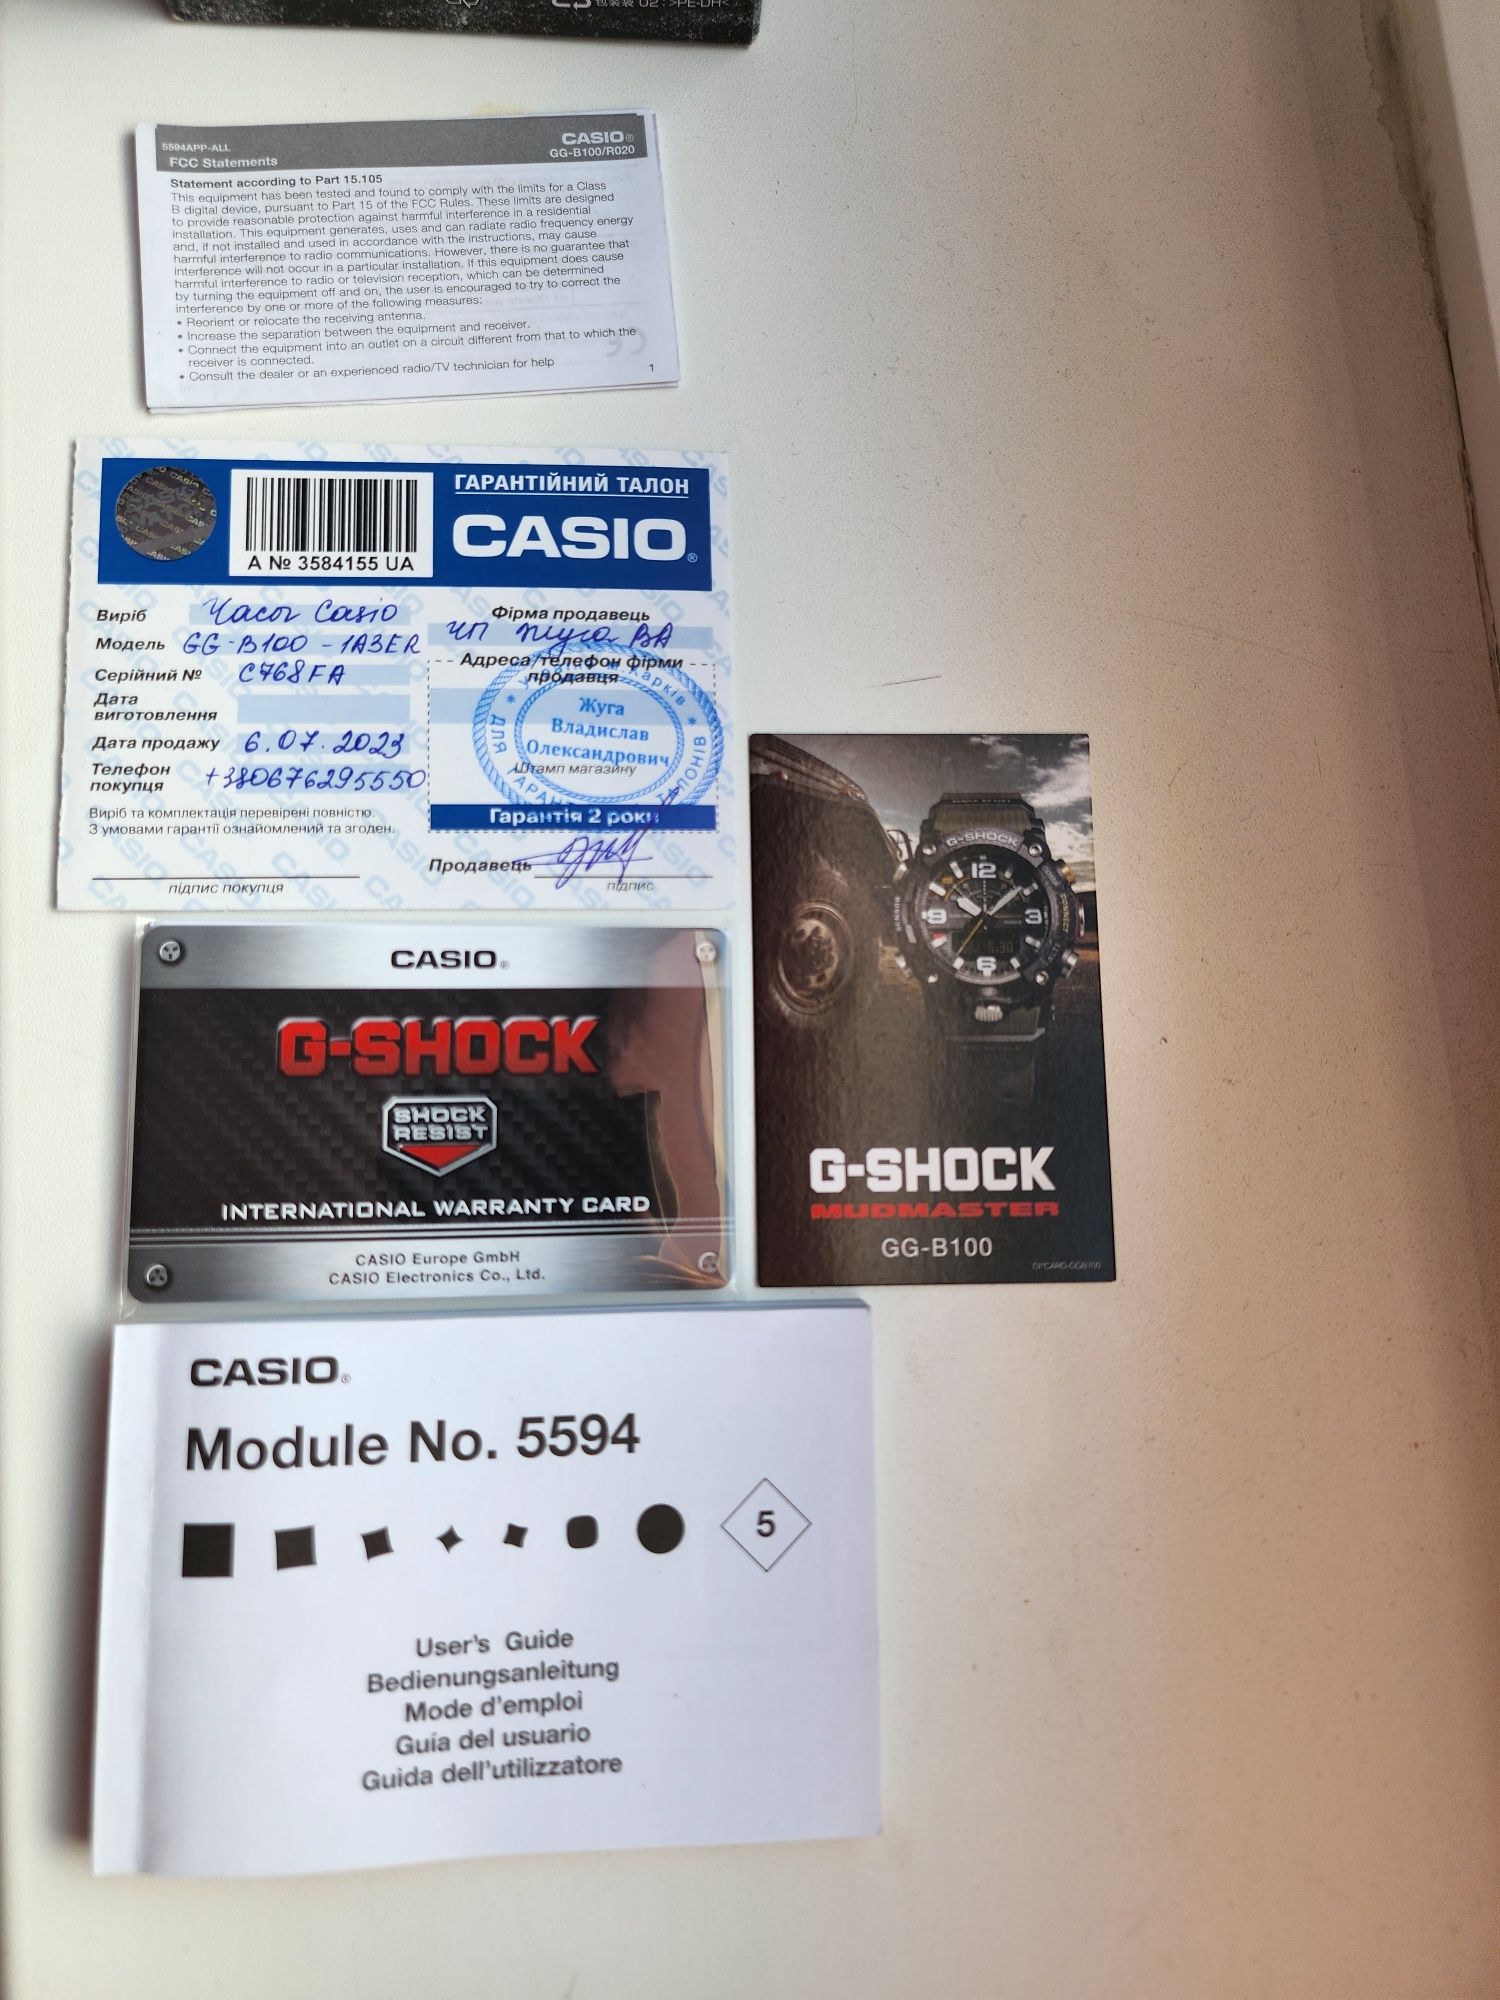 5594APP-ALL
FCC Statements
CASIO®
GG-B100/R020
Statement according to Part 15.105
This equipment has been tested and found to comply with the limits for a Class
B digital device, pursuant to Part 15 of the FCC Rules. These limits are designed
to provide reasonable protection against harmful interference in a residential
installation. This equipment generates, uses and can radiate radio frequency energy
and, if not installed and used in accordance with the instructions, may cause
harmful interference to radio communications. However, there is no guarantee that
interference will not occur in a particular installation. If this equipment does cause
harmful interference to radio or television reception, which can be determined
by turning the equipment off and on, the user is encouraged to try to correct the
interference by one or more of the following measures:
• Reorient or relocate the receiving antenna.
• Increase the separation between the equipment and receiver.
• Connect the equipment into an outlet on a circuit different from that to which the
receiver is connected.
• Consult the dealer or an experienced radio/TV technician for help
1
ГАРАНТІЙНИЙ ТАЛОН
CASIO®
А № 3584155 UA
Виріб Часы Casio
Модель GG-B100-1A3ER
Серійний № C768FA
Дата
виготовлення
Дата продажу 6.07.2023
Телефон
покупця +380676295550
Виріб та комплектація перевірені повністю.
З умовами гарантії ознайомлений та згоден.
підпис покупця
Фірма продавець
ЧП Жуга ВА
Адреса/телефон фірми
продавця
м. Харків
Жуга
Владислав
Олександрович
ДЛЯ
Штамп магазину
Гарантія 2 роки
Продавець
підпис
CASIO®
G-SHOCK
SHOCK
RESIST
INTERNATIONAL WARRANTY CARD
CASIO Europe GmbH
CASIO Electronics Co., Ltd.
G-SHOCK
12
9
3
6
G-SHOCK
MUDMASTER
GG-B100
CASIO®
Module No. 5594
5
User's Guide
Bedienungsanleitung
Mode d'emploi
Guía del usuario
Guida dell'utilizzatore